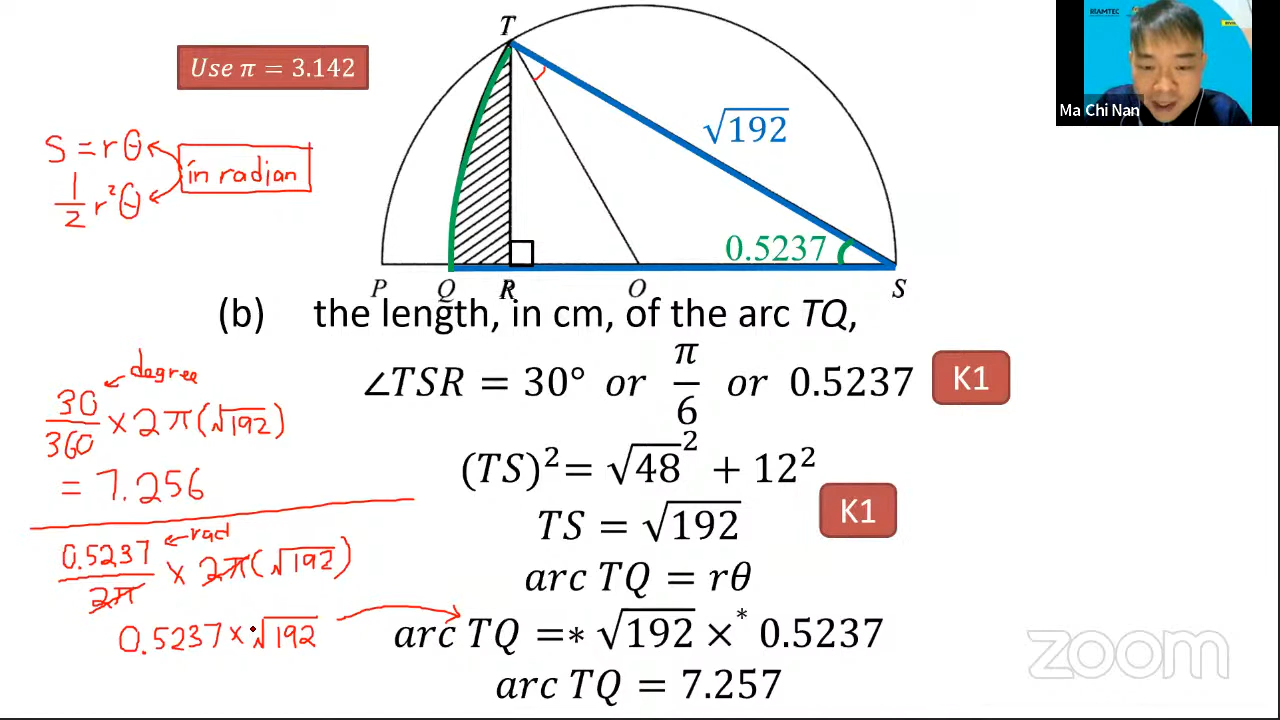 T
Use π = 3.142
BRAMTEC
Ma Chi Nan
√192
S = rθ
in radian
1/2 r²θ
0.5237
P Q R O S
(b) the length, in cm, of the arc TQ,
degree
30/360 × 2π(√192)
= 7.256
∠TSR = 30° or π/6 or 0.5237 K1
(TS)² = √48² + 12²
TS = √192 K1
rad
0.5237/2π × 2π(√192)
0.5237 × √192
arc TQ = rθ
arc TQ =* √192 ×* 0.5237
arc TQ = 7.257
zoom